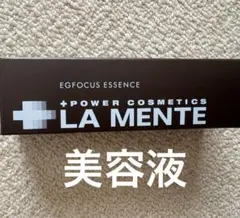 EGFOCUS ESSENCE
+POWER COSMETICS
LA MENTE
美容液